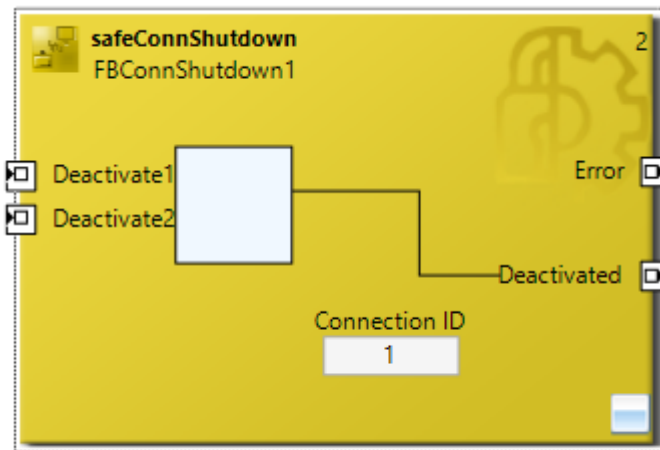 safeConnShutdown
2
FBConnShutdown1
Deactivate1
Error
Deactivate2
Deactivated
Connection ID
1